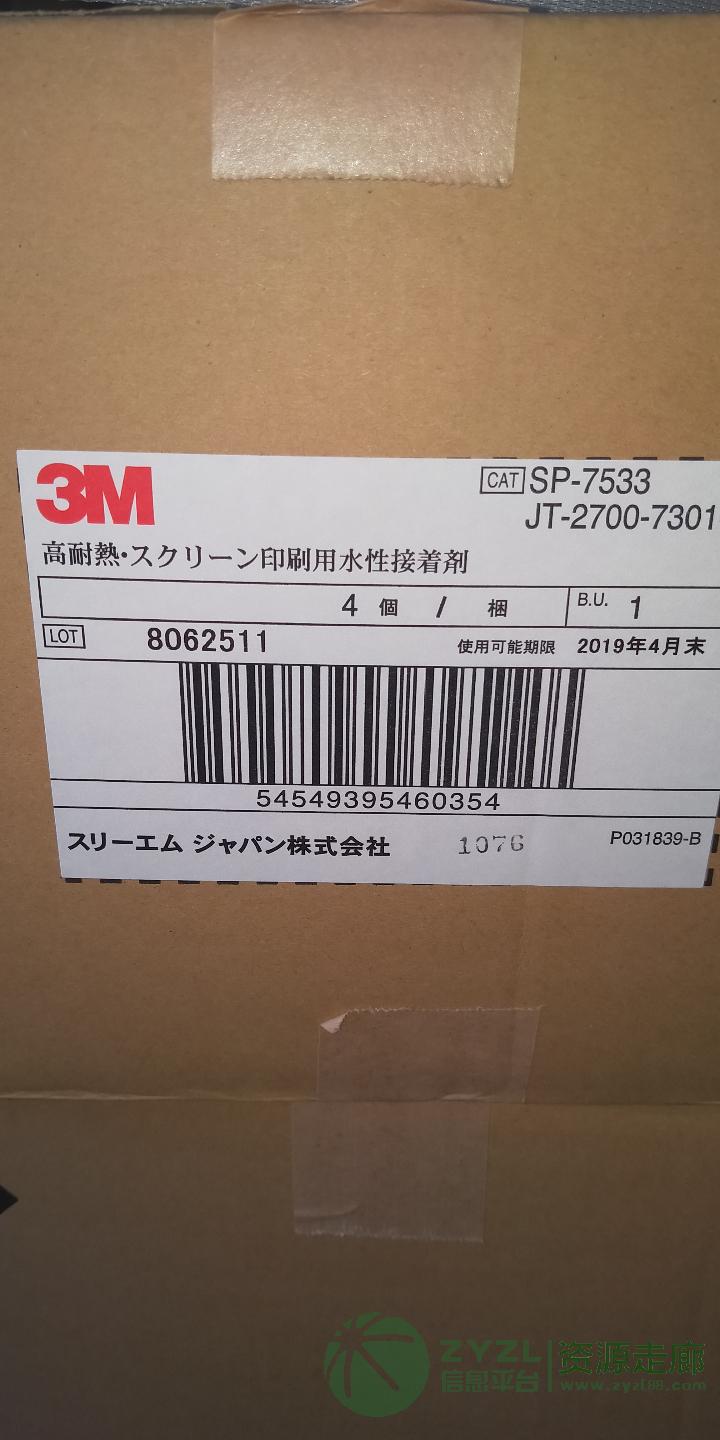 3M
CAT SP-7533
JT-2700-7301
高耐熱・スクリーン印刷用水性接着剤
4 個 / 梱 B.U. 1
LOT 8062511 使用可能期限 2019年4月末
54549395460354
スリーエム ジャパン株式会社 1076 P031839-B
ZYZL 资源走廊
信息平台 www.zyzl88.com